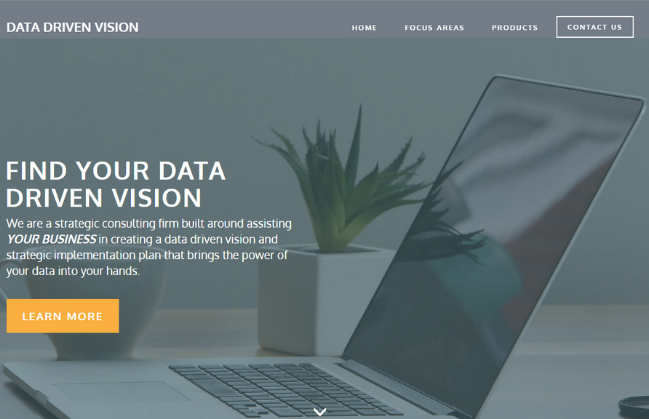 DATA DRIVEN VISION
HOME FOCUS AREAS PRODUCTS CONTACT US
FIND YOUR DATA
DRIVEN VISION
We are a strategic consulting firm built around assisting
YOUR BUSINESS in creating a data driven vision and
strategic implementation plan that brings the power of
your data into your hands.
LEARN MORE